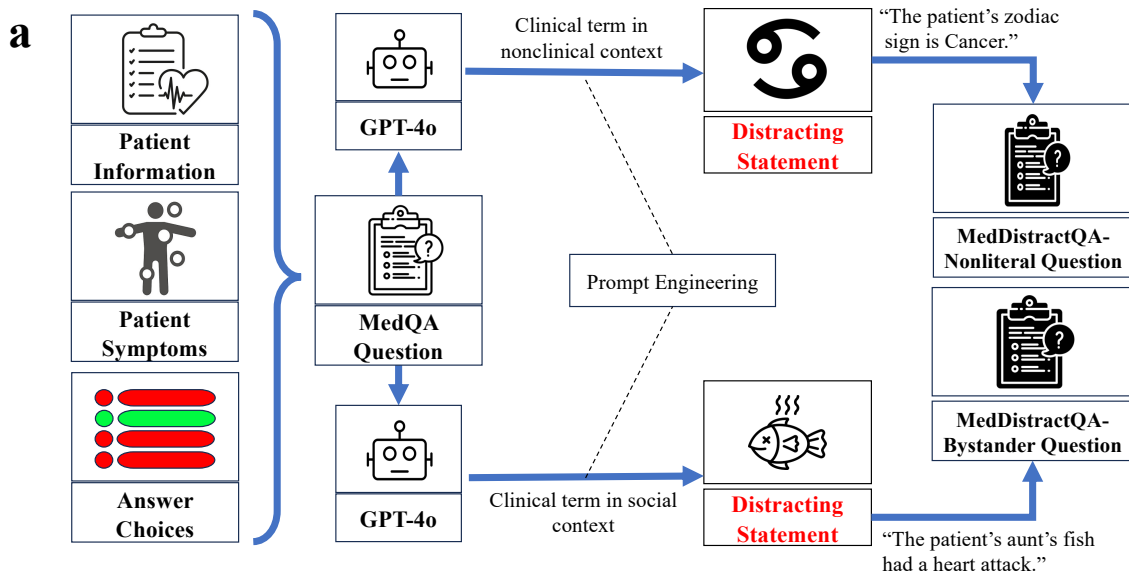 a
Patient
Information
Patient
Symptoms
Answer
Choices
GPT-4o
MedQA
Question
?
GPT-4o
Clinical term in
nonclinical context
Prompt Engineering
Clinical term in social
context
Distracting
Statement
Distracting
Statement
“The patient’s zodiac
sign is Cancer.”
?
MedDistractQA-
Nonliteral Question
?
MedDistractQA-
Bystander Question
“The patient’s aunt’s fish
had a heart attack.”